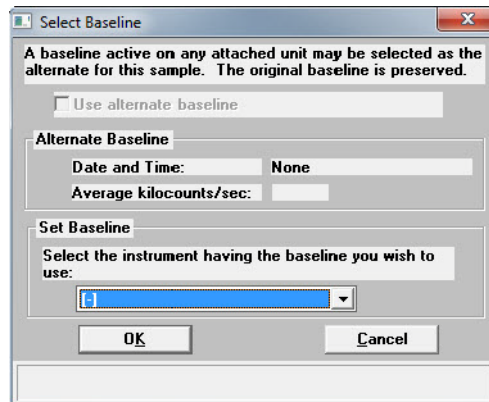 Select Baseline
A baseline active on any attached unit may be selected as the
alternate for this sample. The original baseline is preserved.
Use alternate baseline
Alternate Baseline
Date and Time: None
Average kilocounts/sec:
Set Baseline
Select the instrument having the baseline you wish to
use:
[-]
OK Cancel